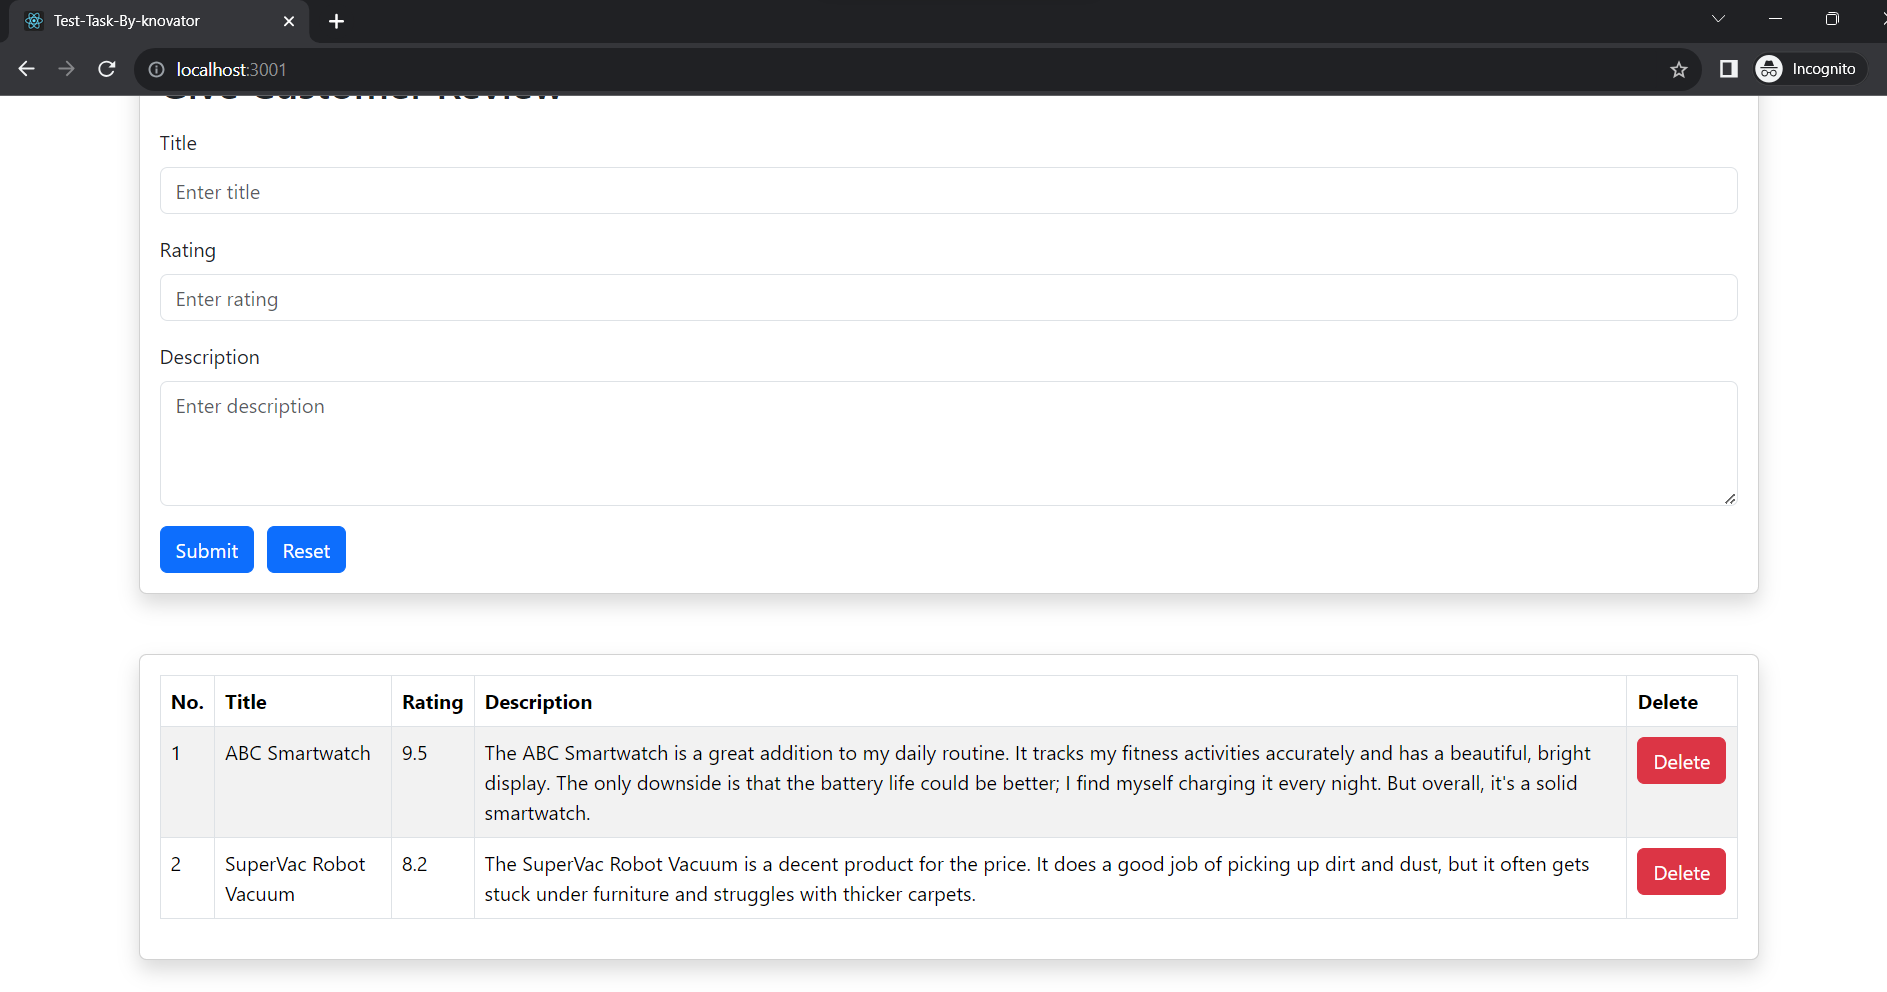 Test-Task-By-knovator
localhost:3001
Incognito
Give Customer Review
Title
Enter title
Rating
Enter rating
Description
Enter description
Submit Reset
No. Title Rating Description Delete
1 ABC Smartwatch 9.5 The ABC Smartwatch is a great addition to my daily routine. It tracks my fitness activities accurately and has a beautiful, bright Delete
display. The only downside is that the battery life could be better; I find myself charging it every night. But overall, it's a solid
smartwatch.
2 SuperVac Robot 8.2 The SuperVac Robot Vacuum is a decent product for the price. It does a good job of picking up dirt and dust, but it often gets Delete
Vacuum stuck under furniture and struggles with thicker carpets.